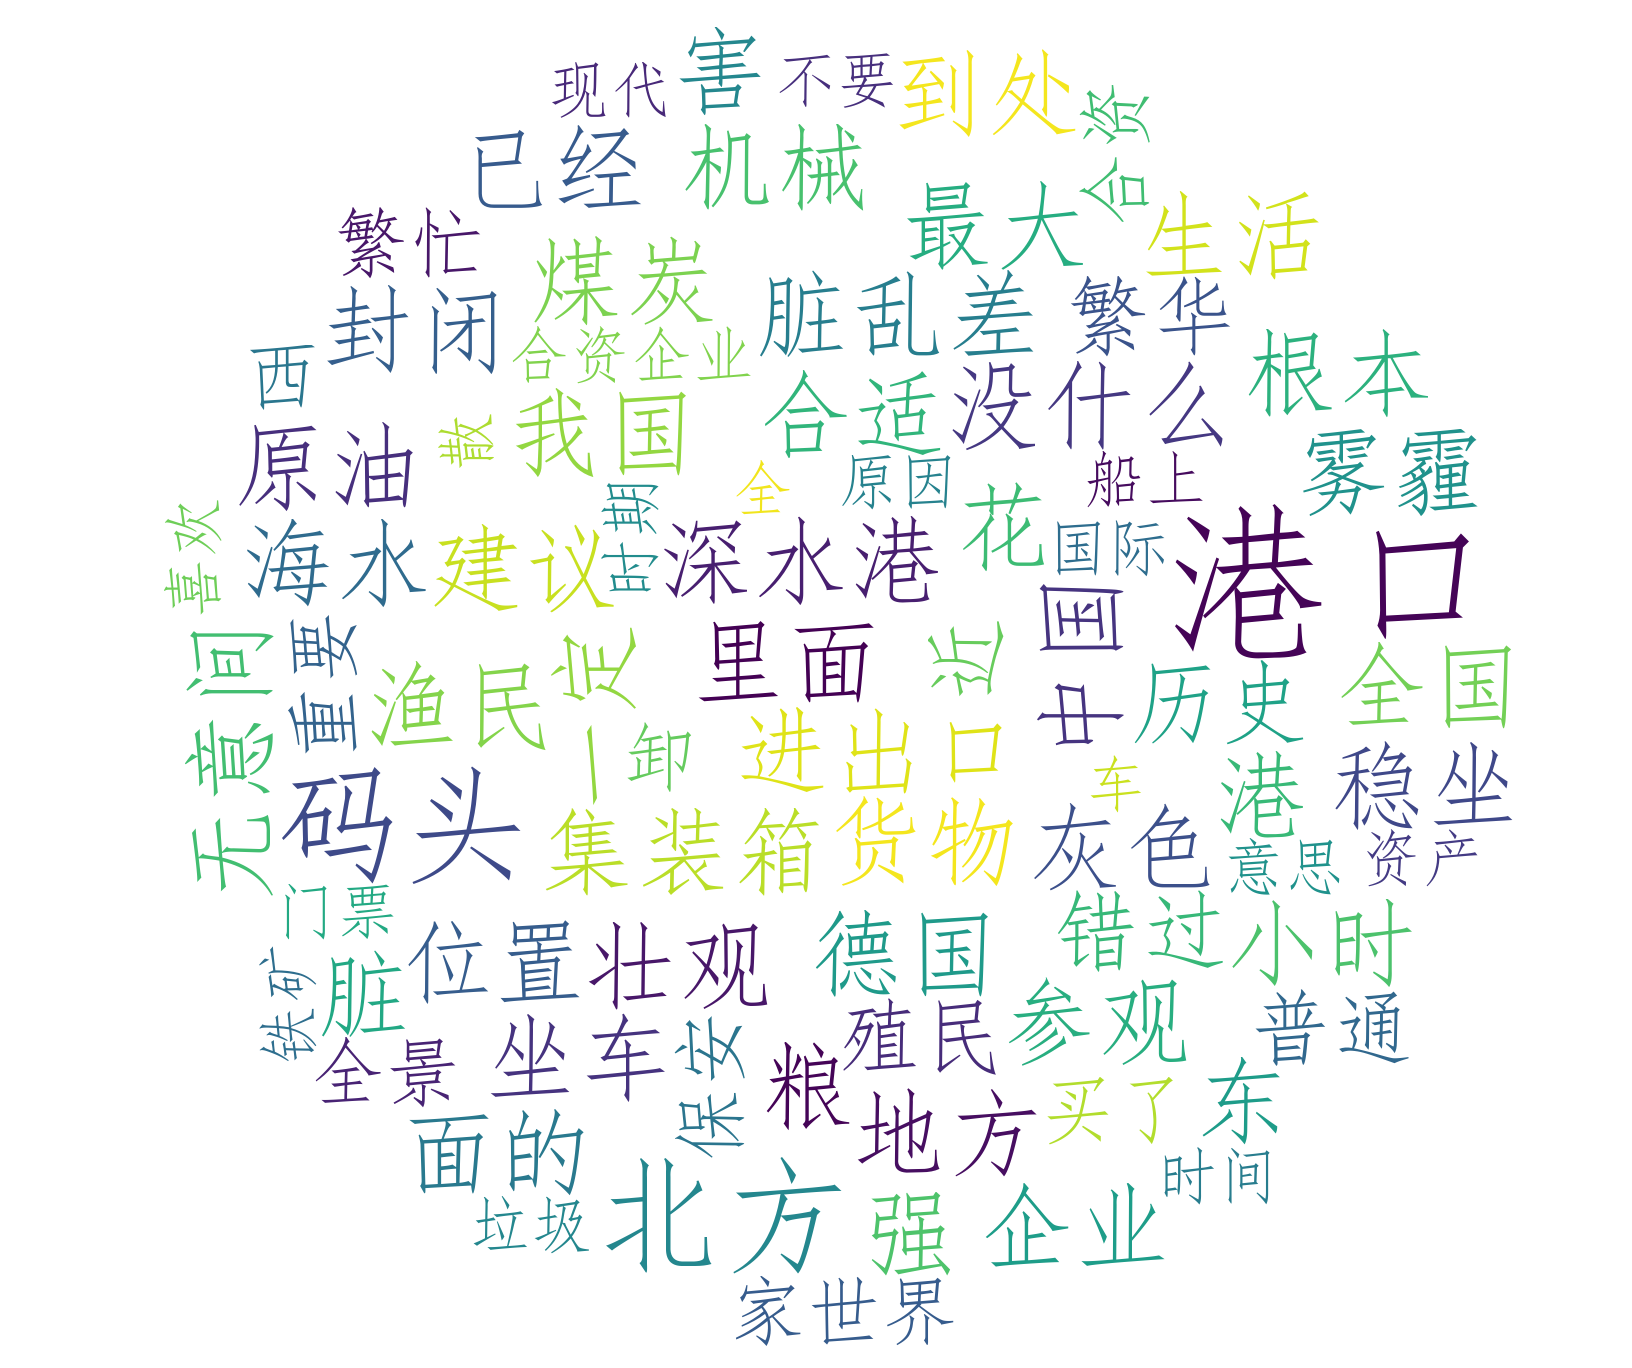 害
现代
不要
到处
合资
已经
机械
最大
生活
繁忙
煤炭
封闭
脏乱差
繁华
西
合资企业
根本
我国
合适
没什么
原油
散
雾霾
全
原因
船上
喜欢
时期
花
港口
海水
建议
深水港
国际
中国
无意间
重要
里面
近
渔民
一定
历史
全国
卸
进出口
车
港
稳坐
码头
集装箱
货物
灰色
意思
资产
门票
位置
壮观
德国
错过
小时
铁矿
脏
全景
坐车
保安
殖民
参观
普通
粮
地方
买了
东
面的
北方
时间
垃圾
强
企业
家世界